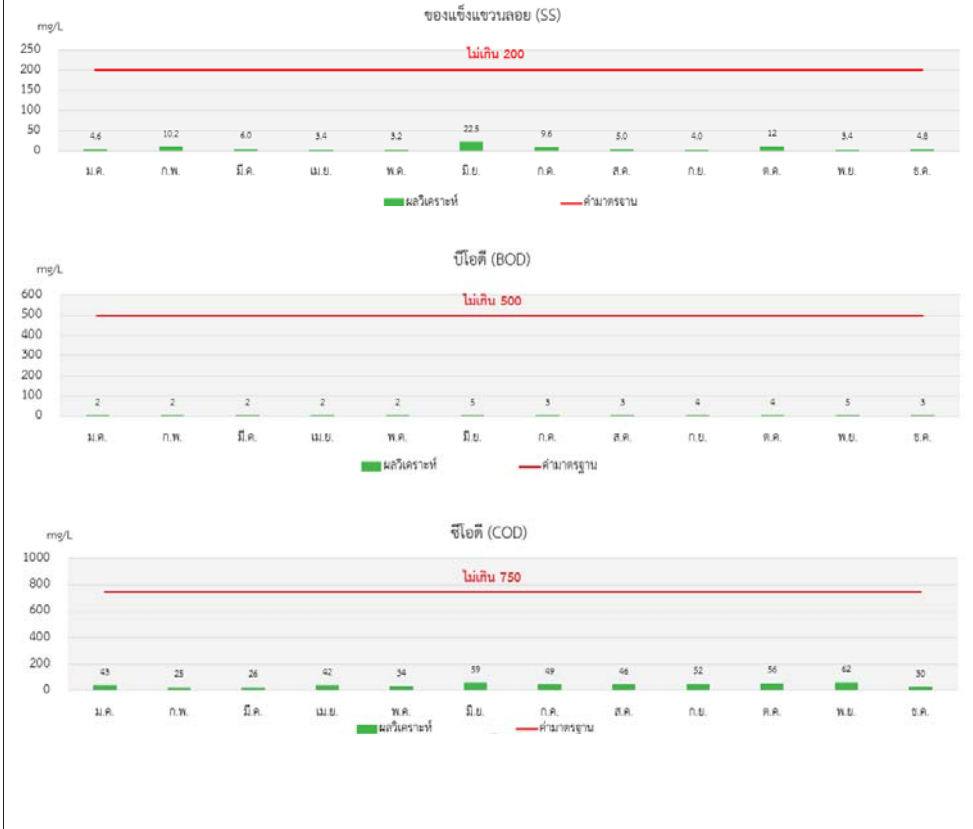 ของแข็งแขวนลอย (SS)
mg/L
ไม่เกิน 200
250
200
150
100
50
0
4.6 10.2 6.0 3.4 3.2 22.5 9.6 5.0 4.0 12 3.4 4.8
ม.ค. ก.พ. มี.ค. เม.ย. พ.ค. มิ.ย. ก.ค. ส.ค. ก.ย. ต.ค. พ.ย. ธ.ค.
ผลวิเคราะห์ ค่ามาตรฐาน
บีโอดี (BOD)
mg/L
ไม่เกิน 500
600
500
400
300
200
100
0
2 2 2 2 2 5 3 3 4 4 5 3
ม.ค. ก.พ. มี.ค. เม.ย. พ.ค. มิ.ย. ก.ค. ส.ค. ก.ย. ต.ค. พ.ย. ธ.ค.
ผลวิเคราะห์ ค่ามาตรฐาน
ซีโอดี (COD)
mg/L
ไม่เกิน 750
1000
800
600
400
200
0
43 25 26 42 34 59 49 46 52 56 62 30
ม.ค. ก.พ. มี.ค. เม.ย. พ.ค. มิ.ย. ก.ค. ส.ค. ก.ย. ต.ค. พ.ย. ธ.ค.
ผลวิเคราะห์ ค่ามาตรฐาน